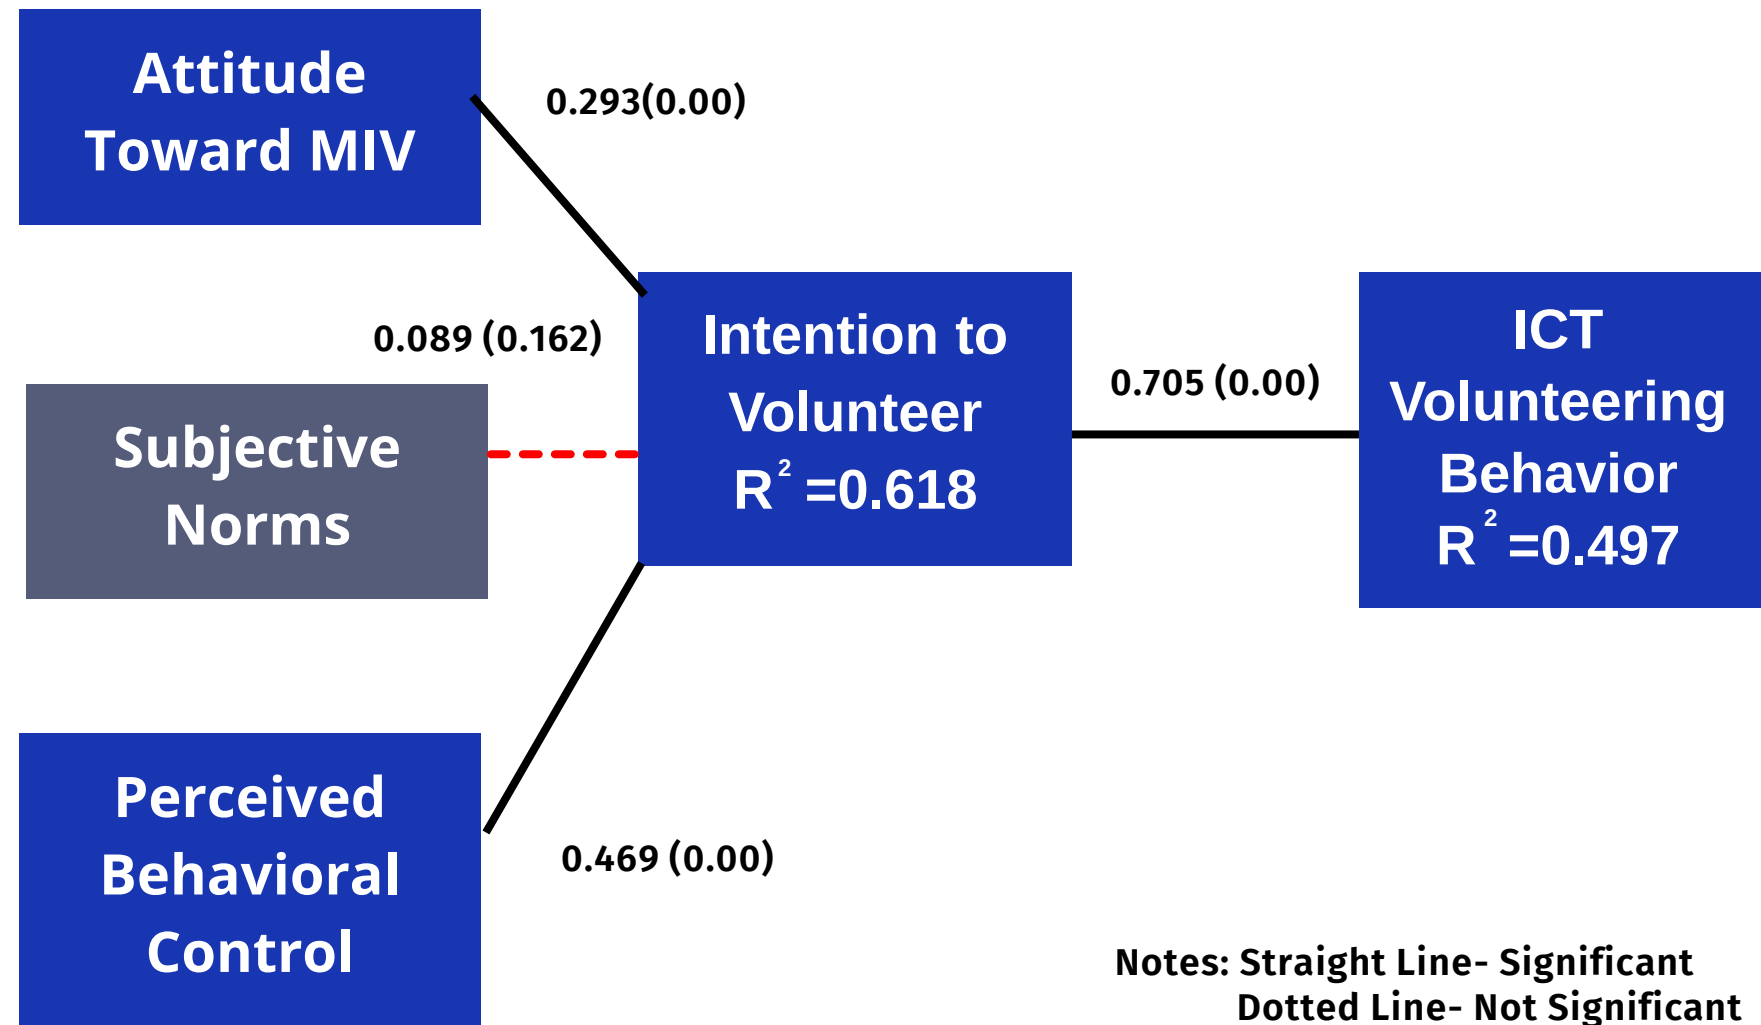 Attitude
Toward MIV
0.293(0.00)
0.089 (0.162)
Subjective
Norms
Perceived
Behavioral
Control
0.469 (0.00)
Intention to
Volunteer
R² =0.618
0.705 (0.00)
ICT
Volunteering
Behavior
R² =0.497
Notes: Straight Line- Significant
Dotted Line- Not Significant